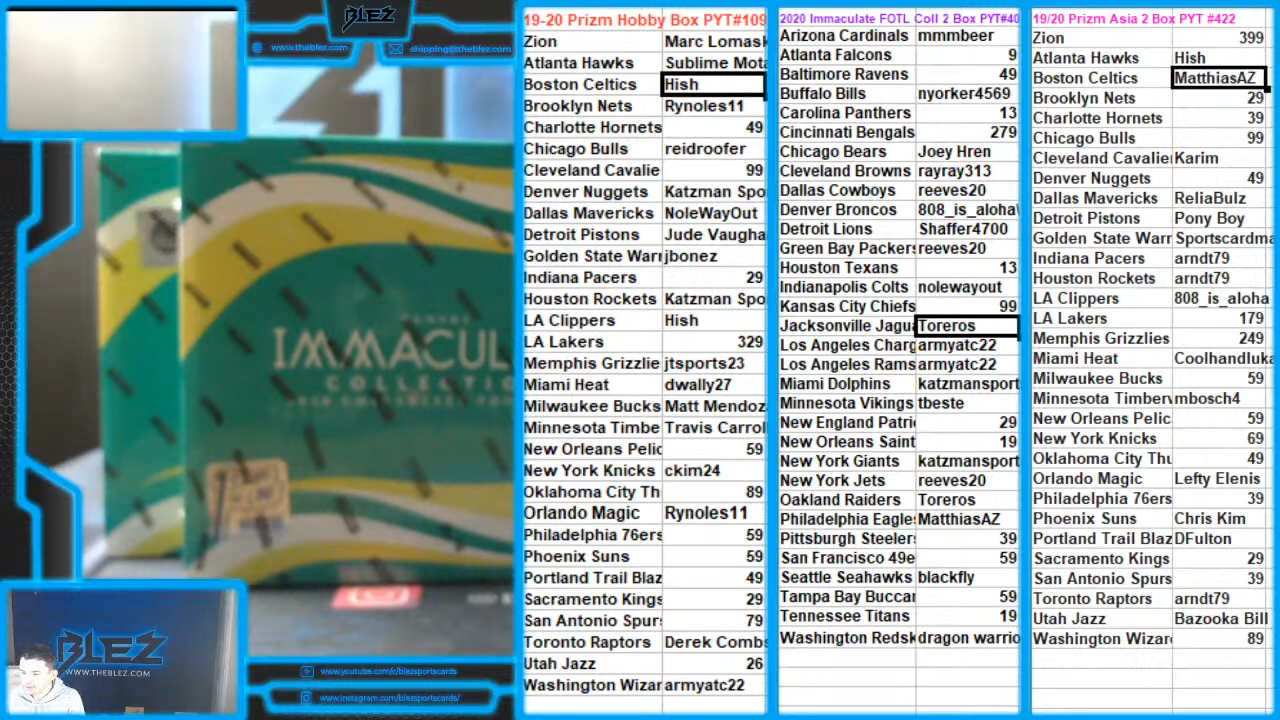 BLEZ
www.theblez.com
shipping@theblez.com
IMMACUL
COLLECTIO
BLEZ
WWW.THEBLEZ.COM
www.youtube.com/c/blezsportscards
www.instagram.com/blezsportscards/
19-20 Prizm Hobby Box PYT#109
Zion Marc Lomask
Atlanta Hawks Sublime Mota
Boston Celtics Hish
Brooklyn Nets Rynoles11
Charlotte Hornets 49
Chicago Bulls reidroofer
Cleveland Cavalie 99
Denver Nuggets Katzman Spo
Dallas Mavericks NoleWayOut
Detroit Pistons Jude Vaugha
Golden State Warr jbonez
Indiana Pacers 29
Houston Rockets Katzman Spo
LA Clippers Hish
LA Lakers 329
Memphis Grizzlie jtsports23
Miami Heat dwally27
Milwaukee Bucks Matt Mendoz
Minnesota Timbe Travis Carrol
New Orleans Pelic 59
New York Knicks ckim24
Oklahoma City Th 89
Orlando Magic Rynoles11
Philadelphia 76ers 59
Phoenix Suns 59
Portland Trail Blaz 49
Sacramento Kings 29
San Antonio Spurs 79
Toronto Raptors Derek Combs
Utah Jazz 26
Washington Wizar armyatc22
2020 Immaculate FOTL Coll 2 Box PYT#40
Arizona Cardinals mmmbeer
Atlanta Falcons 9
Baltimore Ravens 49
Buffalo Bills nyorker4569
Carolina Panthers 13
Cincinnati Bengals 279
Chicago Bears Joey Hren
Cleveland Browns rayray313
Dallas Cowboys reeves20
Denver Broncos 808_is_aloha
Detroit Lions Shaffer4700
Green Bay Packers reeves20
Houston Texans 13
Indianapolis Colts nolewayout
Kansas City Chiefs 99
Jacksonville Jagua Toreros
Los Angeles Charg armyatc22
Los Angeles Rams armyatc22
Miami Dolphins katzmansport
Minnesota Vikings tbeste
New England Patri 29
New Orleans Saint 19
New York Giants katzmansport
New York Jets reeves20
Oakland Raiders Toreros
Philadelphia Eagle MatthiasAZ
Pittsburgh Steeler 39
San Francisco 49e 59
Seattle Seahawks blackfly
Tampa Bay Buccar 59
Tennessee Titans 19
Washington Redsk dragon warrio
19/20 Prizm Asia 2 Box PYT #422
Zion 399
Atlanta Hawks Hish
Boston Celtics MatthiasAZ
Brooklyn Nets 29
Charlotte Hornets 39
Chicago Bulls 99
Cleveland Cavalier Karim
Denver Nuggets 49
Dallas Mavericks ReliaBulz
Detroit Pistons Pony Boy
Golden State Warr Sportscardma
Indiana Pacers arndt79
Houston Rockets arndt79
LA Clippers 808_is_aloha
LA Lakers 179
Memphis Grizzlies 249
Miami Heat Coolhandluka
Milwaukee Bucks 59
Minnesota Timberv mbosch4
New Orleans Pelic 59
New York Knicks 69
Oklahoma City Thu 49
Orlando Magic Lefty Elenis
Philadelphia 76ers 39
Phoenix Suns Chris Kim
Portland Trail Blaz DFulton
Sacramento Kings 29
San Antonio Spurs 39
Toronto Raptors arndt79
Utah Jazz Bazooka Bill
Washington Wizar 89